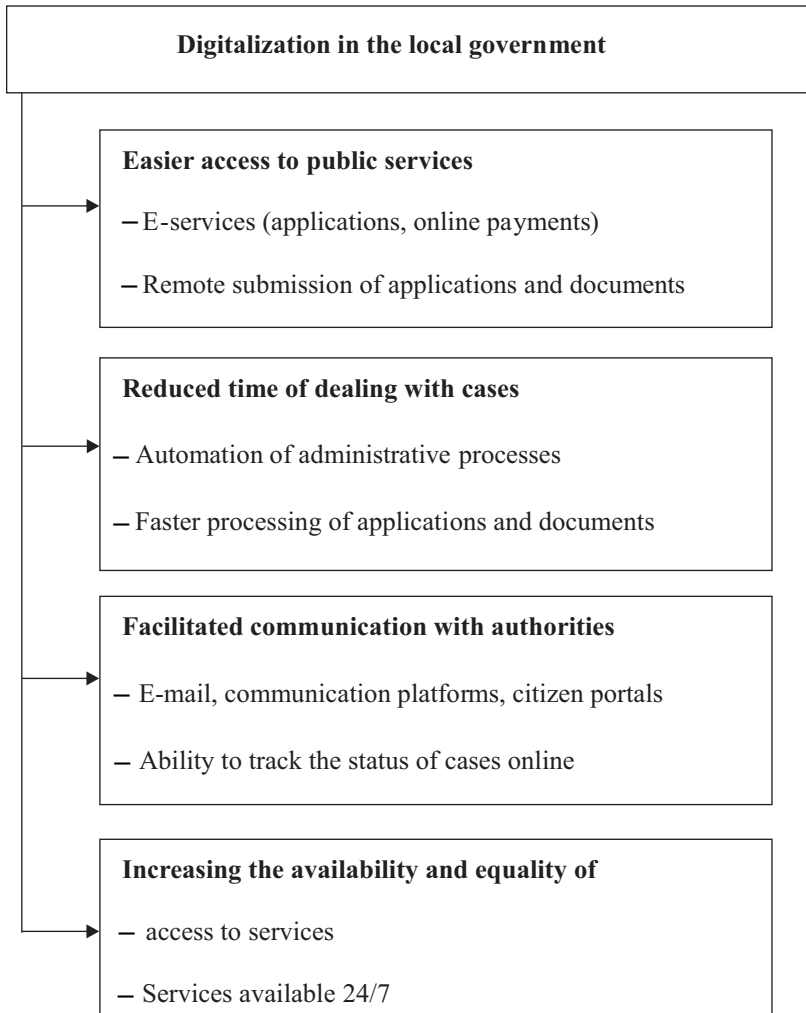 Digitalization in the local government
Easier access to public services
– E-services (applications, online payments)
– Remote submission of applications and documents
Reduced time of dealing with cases
– Automation of administrative processes
– Faster processing of applications and documents
Facilitated communication with authorities
– E-mail, communication platforms, citizen portals
– Ability to track the status of cases online
Increasing the availability and equality of
– access to services
– Services available 24/7